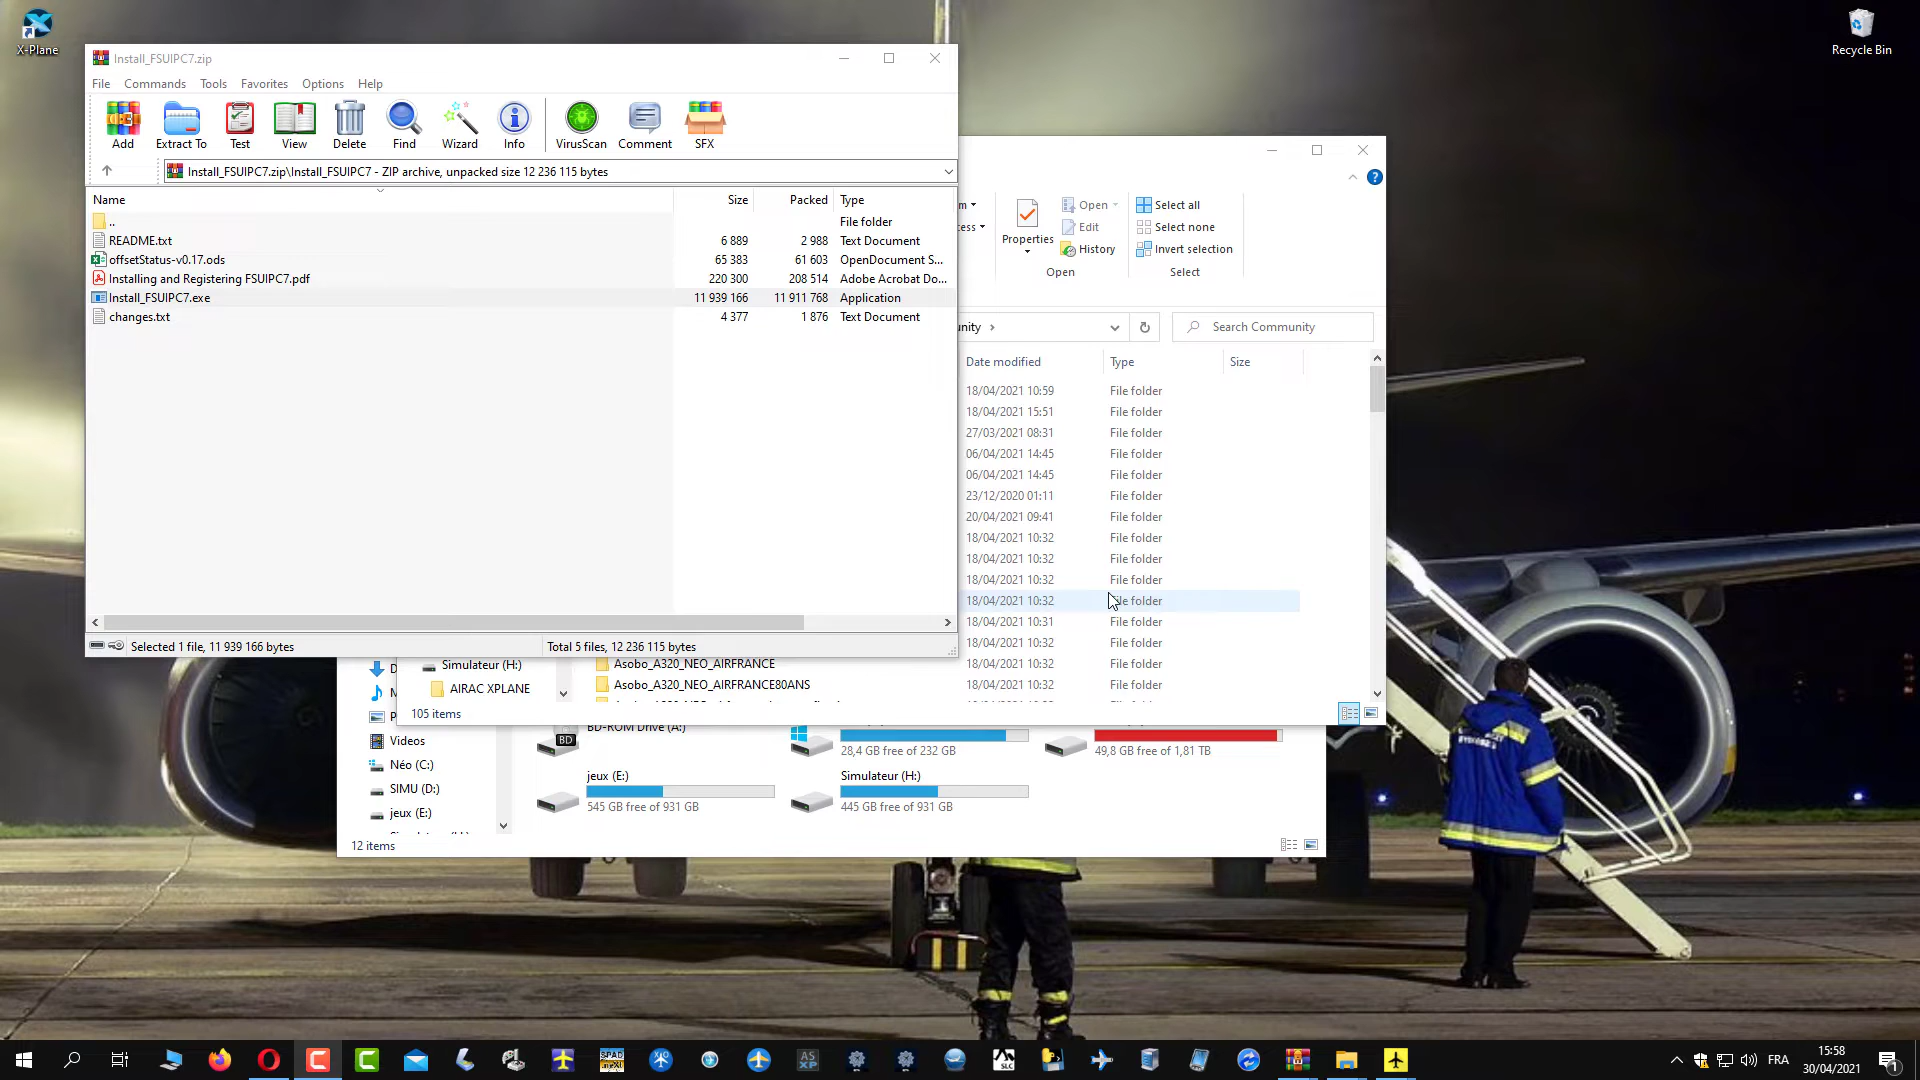 X-Plane
Recycle Bin
Install_FSUIPC7.zip
File Commands Tools Favorites Options Help
Add Extract To Test View Delete Find Wizard Info VirusScan Comment SFX
Install_FSUIPC7.zip\Install_FSUIPC7 - ZIP archive, unpacked size 12 236 115 bytes
Name Size Packed Type
.. File folder
README.txt 6 889 2 988 Text Document
offsetStatus-v0.17.ods 65 383 61 603 OpenDocument S...
Installing and Registering FSUIPC7.pdf 220 300 208 514 Adobe Acrobat Do...
Install_FSUIPC7.exe 11 939 166 11 911 768 Application
changes.txt 4 377 1 876 Text Document
Selected 1 file, 11 939 166 bytes Total 5 files, 12 236 115 bytes
Properties
Open
Edit
History
Open
Select all
Select none
Invert selection
Select
Search Community
Date modified Type Size
18/04/2021 10:59 File folder
18/04/2021 15:51 File folder
27/03/2021 08:31 File folder
06/04/2021 14:45 File folder
06/04/2021 14:45 File folder
23/12/2020 01:11 File folder
20/04/2021 09:41 File folder
18/04/2021 10:32 File folder
18/04/2021 10:32 File folder
18/04/2021 10:32 File folder
18/04/2021 10:32 File folder
18/04/2021 10:31 File folder
18/04/2021 10:32 File folder
Simulateur (H:) Asobo_A320_NEO_AIRFRANCE 18/04/2021 10:32 File folder
AIRAC XPLANE Asobo_A320_NEO_AIRFRANCE80ANS 18/04/2021 10:32 File folder
105 items
Videos
Néo (C:)
SIMU (D:)
jeux (E:)
BD-ROM Drive (A:)
28,4 GB free of 232 GB
49,8 GB free of 1,81 TB
jeux (E:)
545 GB free of 931 GB
Simulateur (H:)
445 GB free of 931 GB
12 items
FRA
15:58
30/04/2021